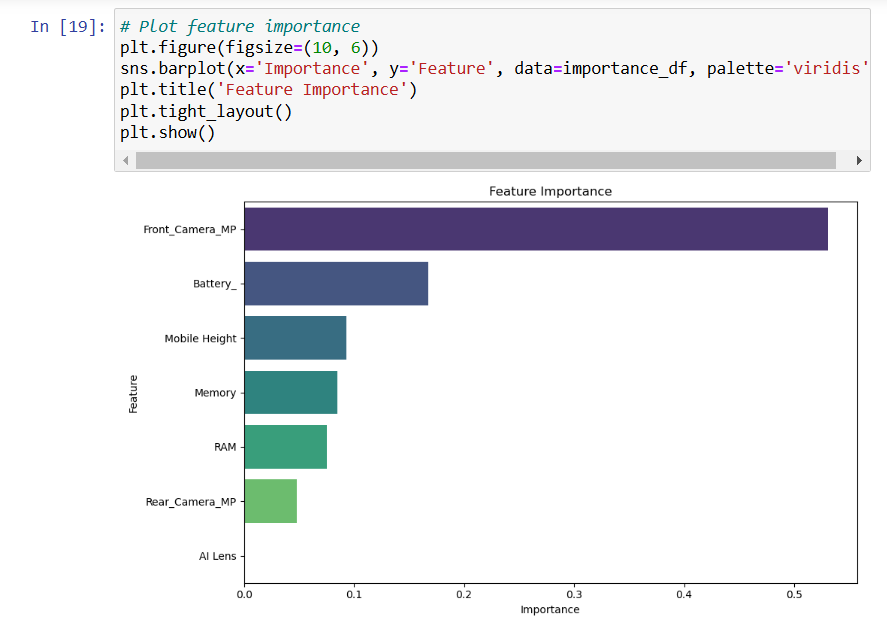 In [19]:
# Plot feature importance
plt.figure(figsize=(10, 6))
sns.barplot(x='Importance', y='Feature', data=importance_df, palette='viridis'
plt.title('Feature Importance')
plt.tight_layout()
plt.show()
Feature Importance
Front_Camera_MP
Battery_
Mobile Height
Memory
RAM
Rear_Camera_MP
AI Lens
Feature
0.0 0.1 0.2 0.3 0.4 0.5
Importance